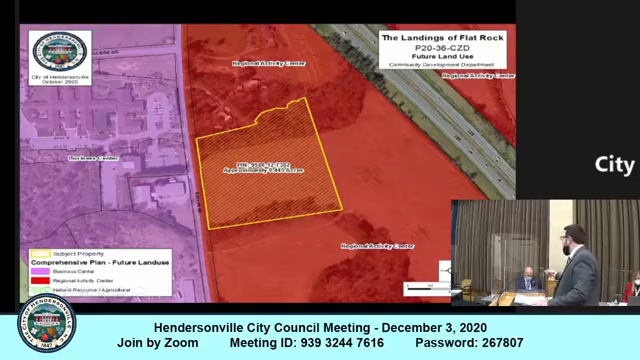 The Landings of Flat Rock
P20-36-CZD
Future Land Use
Community Development Department
City of Hendersonville
October 2020
Regional Activity Center
Regional Activity Center
Business Center
Regional Activity Center
Subject Property
Comprehensive Plan - Future Landuse
Business Center
Regional Activity Center
Natural Resource / Agricultural
City
Hendersonville City Council Meeting - December 3, 2020
Join by Zoom Meeting ID: 939 3244 7616 Password: 267807